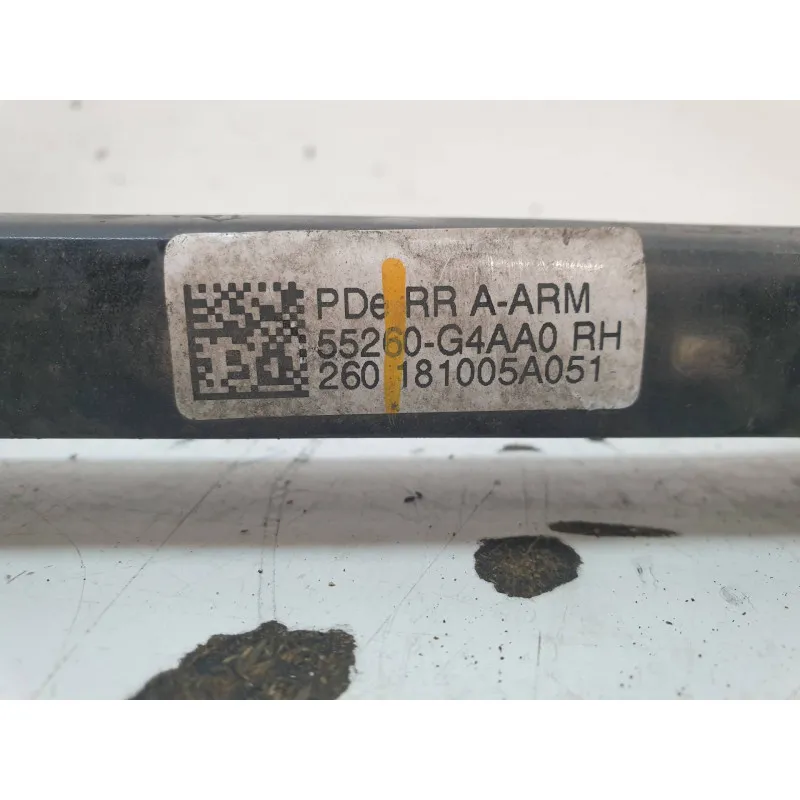 PDe RR A-ARM
55260-G4AA0 RH
260 181005A051